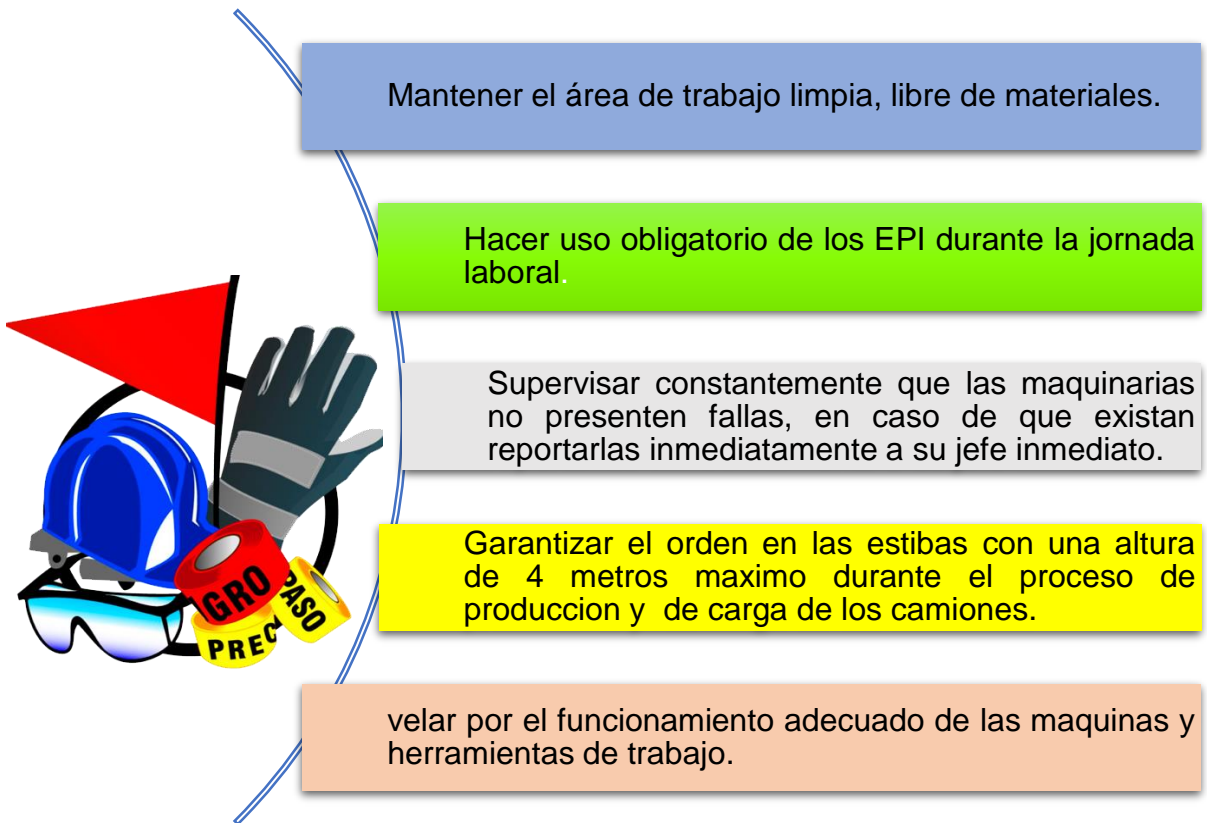 Mantener el área de trabajo limpia, libre de materiales.
Hacer uso obligatorio de los EPI durante la jornada
laboral.
Supervisar constantemente que las maquinarias
no presenten fallas, en caso de que existan
reportarlas inmediatamente a su jefe inmediato.
GRO
PASO
PREC
Garantizar el orden en las estibas con una altura
de 4 metros maximo durante el proceso de
produccion y de carga de los camiones.
velar por el funcionamiento adecuado de las maquinas y
herramientas de trabajo.